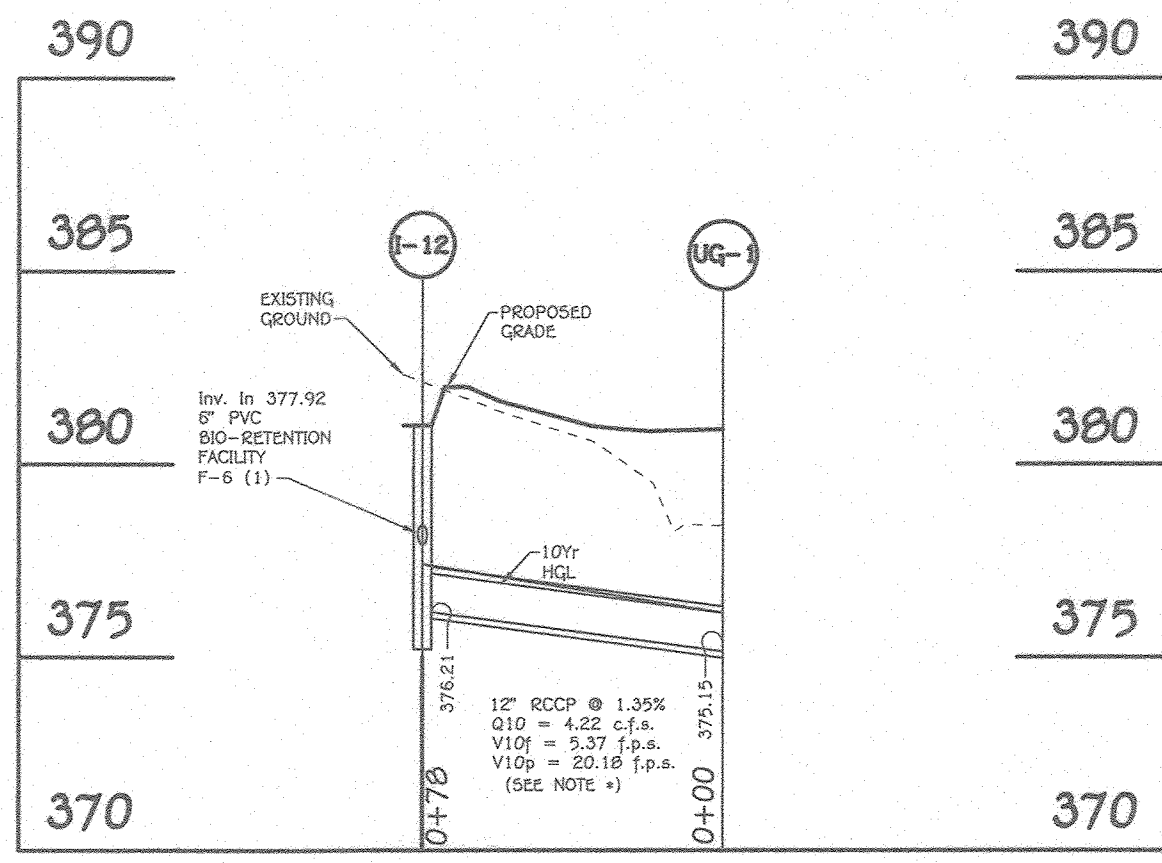 390
390
385
385
I-12
UG-1
EXISTING
GROUND
PROPOSED
GRADE
Inv. In 377.92
6" PVC
BIO-RETENTION
FACILITY
F-6 (1)
380
380
10Yr
HGL
375
375
376.21
375.15
12" RCCP @ 1.35%
Q10 = 4.22 c.f.s.
V10f = 5.37 f.p.s.
V10p = 20.18 f.p.s.
(SEE NOTE *)
0+78
0+00
370
370